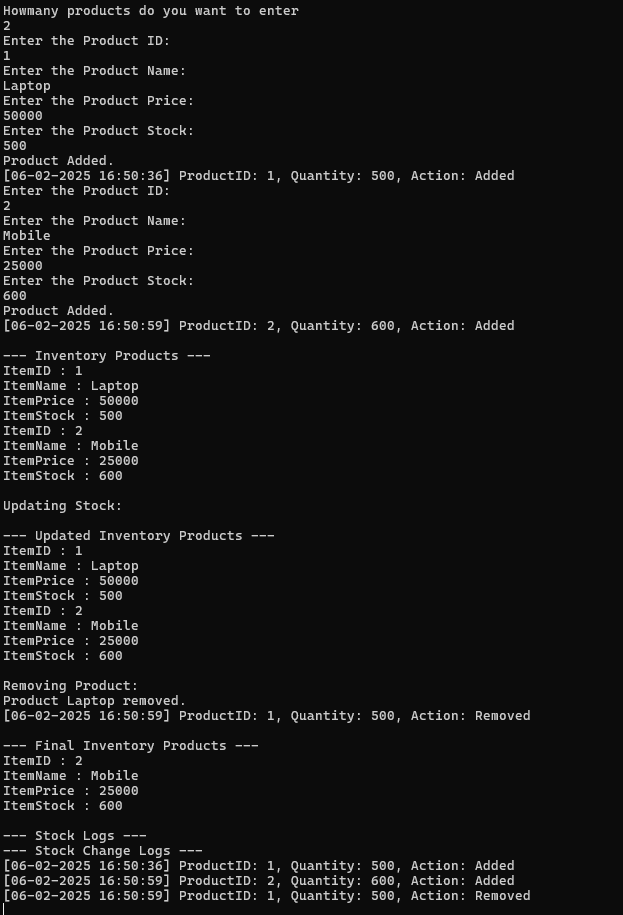 Howmany products do you want to enter
2
Enter the Product ID:
1
Enter the Product Name:
Laptop
Enter the Product Price:
50000
Enter the Product Stock:
500
Product Added.
[06-02-2025 16:50:36] ProductID: 1, Quantity: 500, Action: Added
Enter the Product ID:
2
Enter the Product Name:
Mobile
Enter the Product Price:
25000
Enter the Product Stock:
600
Product Added.
[06-02-2025 16:50:59] ProductID: 2, Quantity: 600, Action: Added

--- Inventory Products ---
ItemID : 1
ItemName : Laptop
ItemPrice : 50000
ItemStock : 500
ItemID : 2
ItemName : Mobile
ItemPrice : 25000
ItemStock : 600

Updating Stock:

--- Updated Inventory Products ---
ItemID : 1
ItemName : Laptop
ItemPrice : 50000
ItemStock : 500
ItemID : 2
ItemName : Mobile
ItemPrice : 25000
ItemStock : 600

Removing Product:
Product Laptop removed.
[06-02-2025 16:50:59] ProductID: 1, Quantity: 500, Action: Removed

--- Final Inventory Products ---
ItemID : 2
ItemName : Mobile
ItemPrice : 25000
ItemStock : 600

--- Stock Logs ---
--- Stock Change Logs ---
[06-02-2025 16:50:36] ProductID: 1, Quantity: 500, Action: Added
[06-02-2025 16:50:59] ProductID: 2, Quantity: 600, Action: Added
[06-02-2025 16:50:59] ProductID: 1, Quantity: 500, Action: Removed